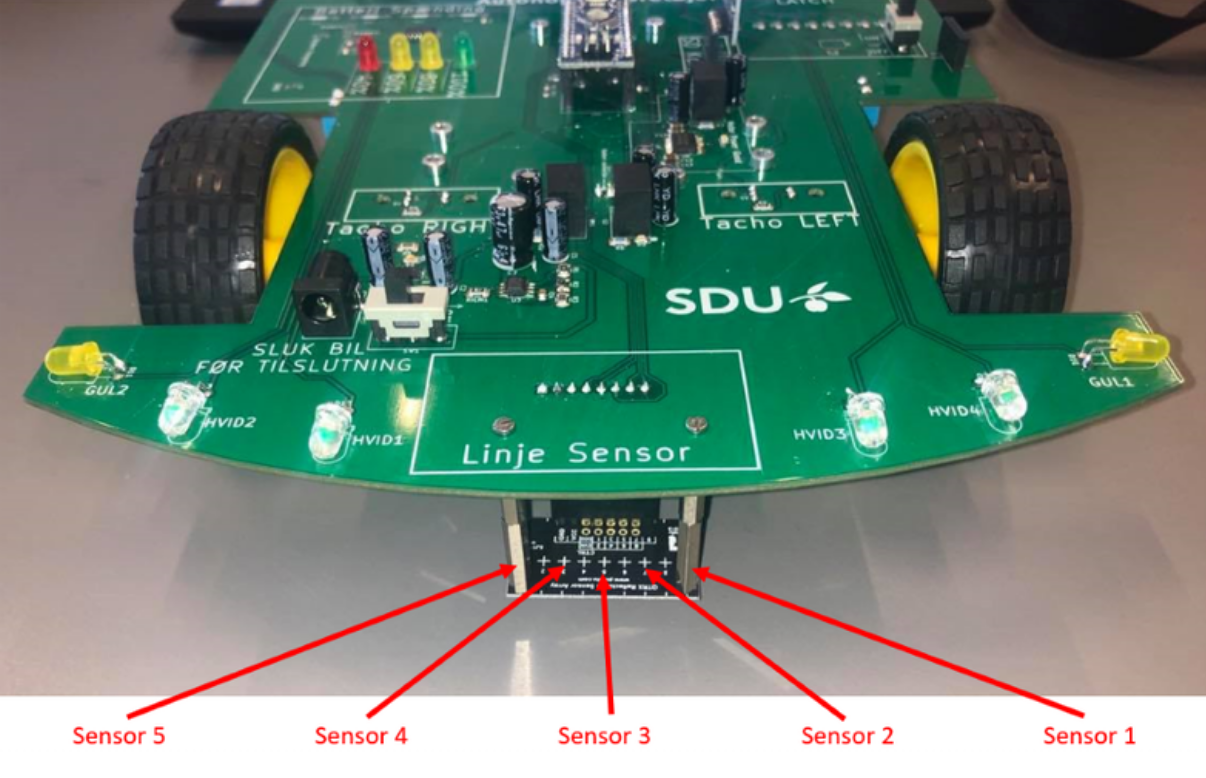 LATCH
Tacho RIGH
Tacho LEFT
SDU
SLUK BIL
FØR TILSLUTNING
GUL2
HVID2
HVID1
Linje Sensor
HVID3
HVID4
GUL1
Sensor 5
Sensor 4
Sensor 3
Sensor 2
Sensor 1